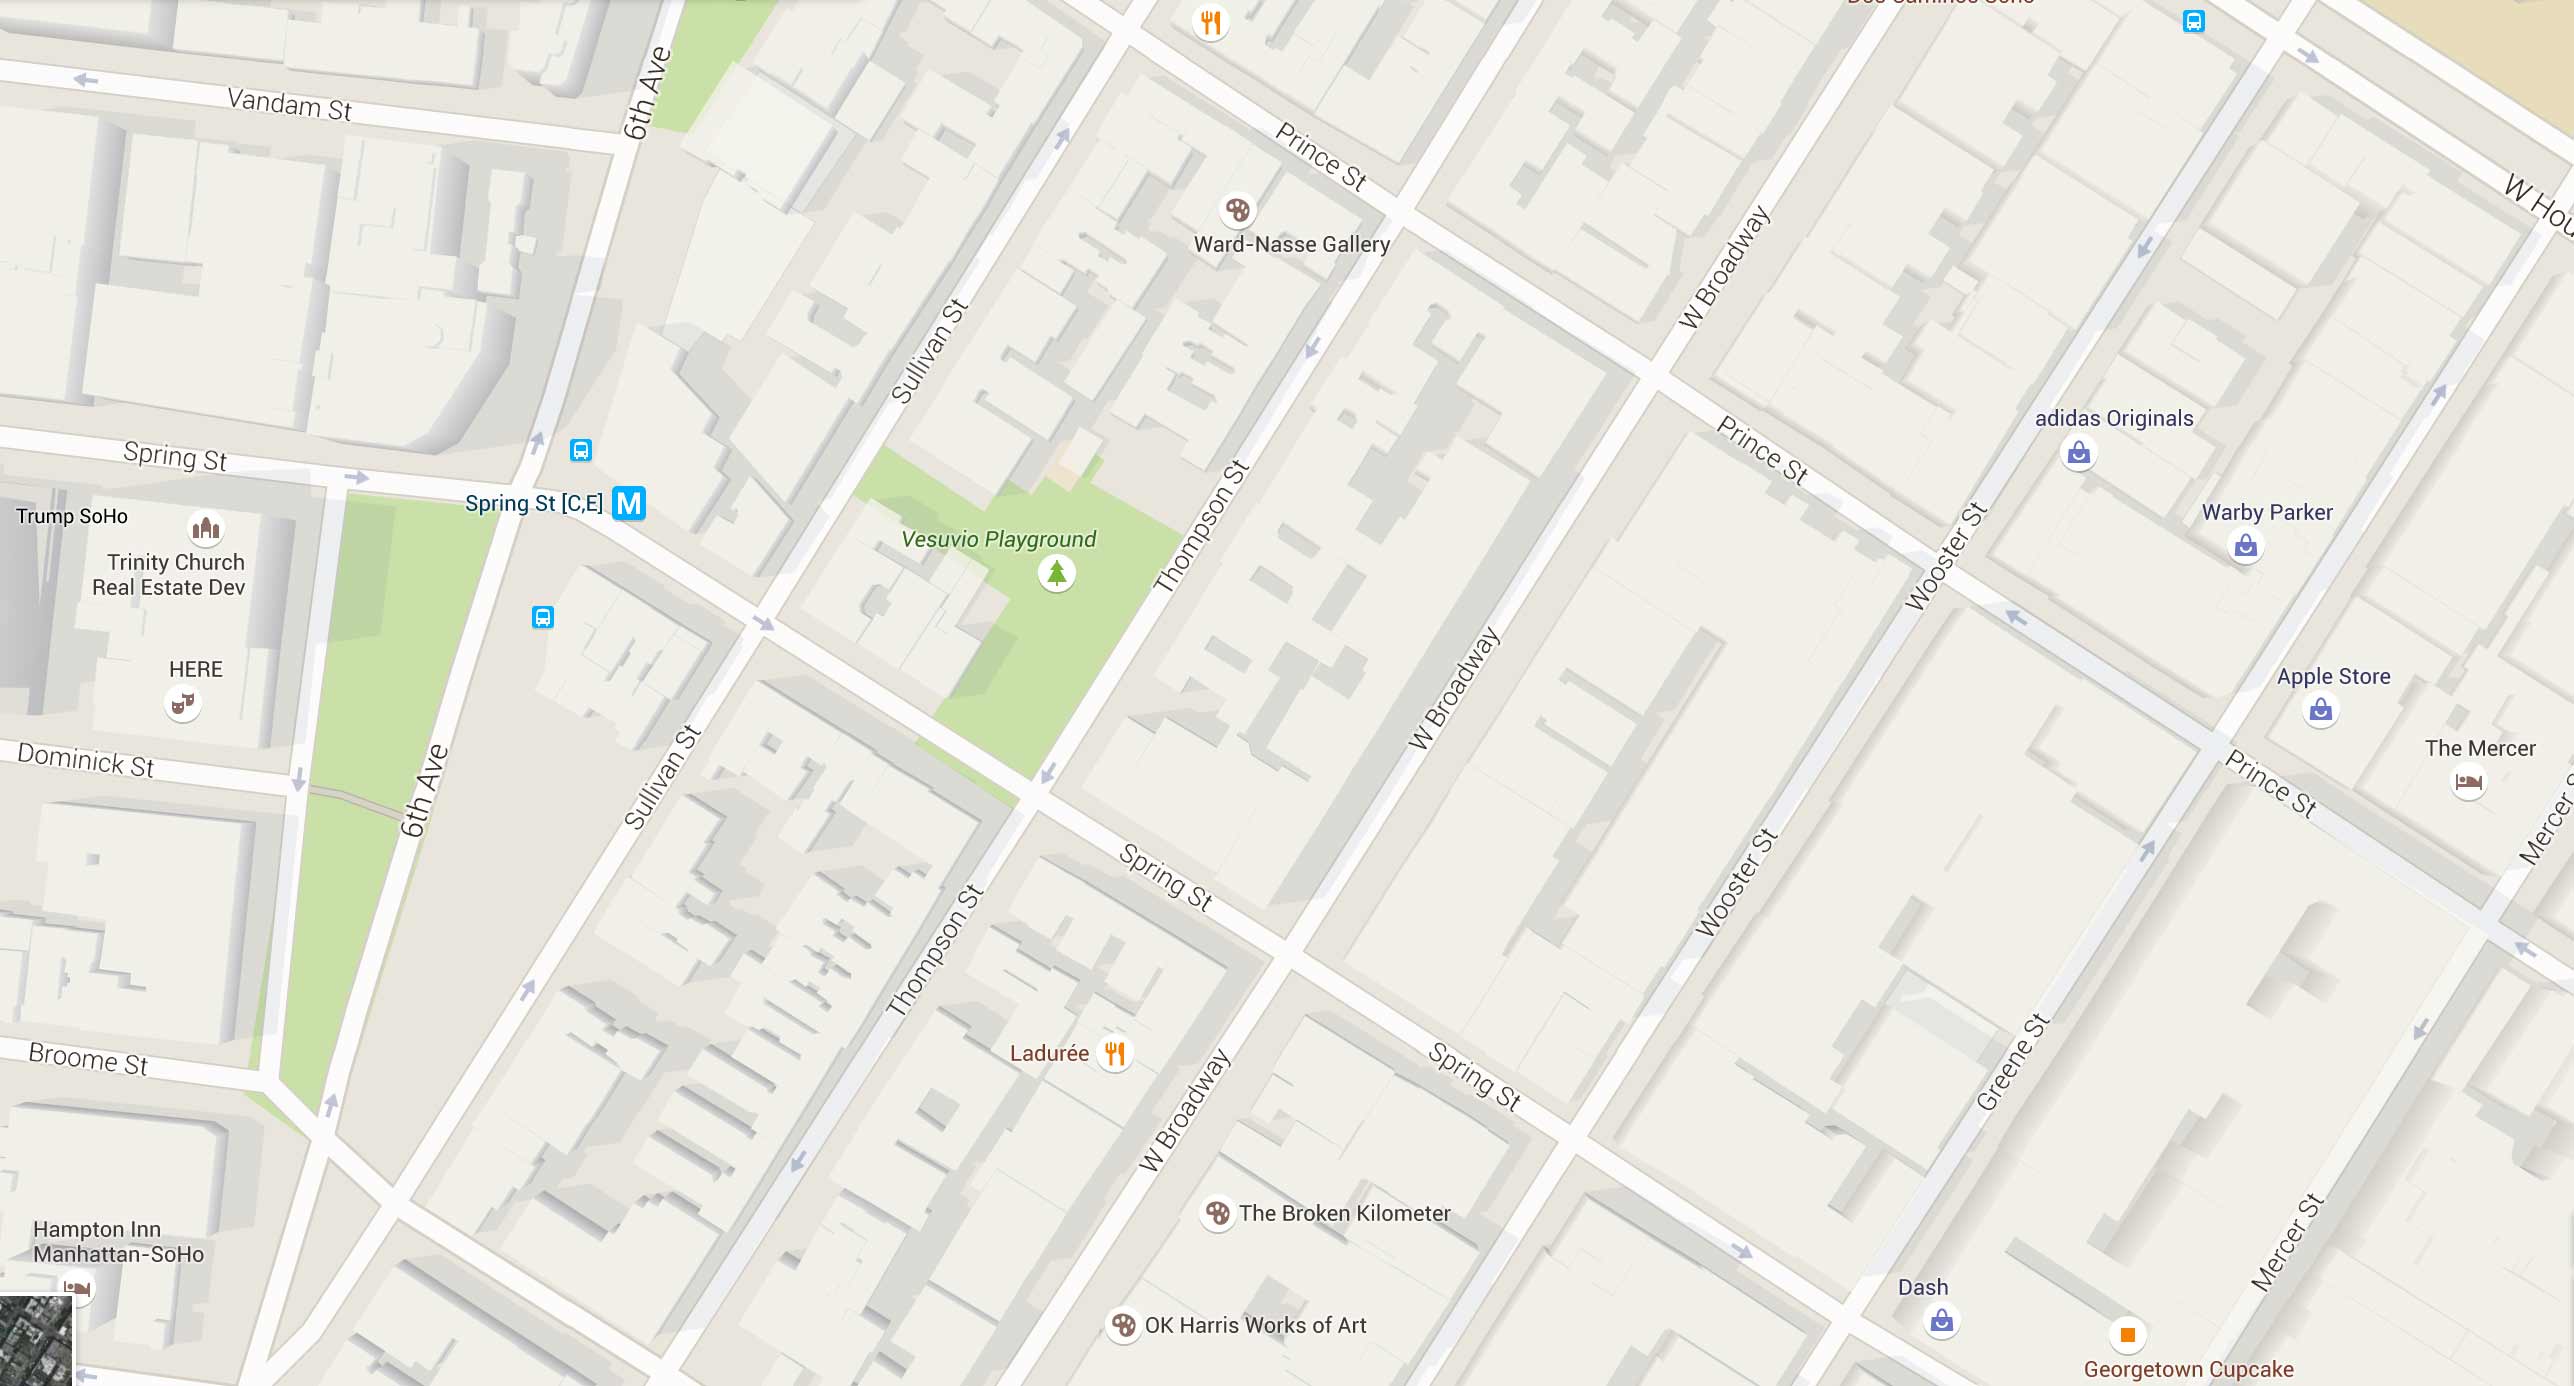 Dos Caminos Soho
6th Ave
Vandam St
Prince St
W Hou
W Broadway
Ward-Nasse Gallery
Sullivan St
adidas Originals
Prince St
Spring St
Thompson St
Spring St [C,E]
M
Trump SoHo
Warby Parker
Wooster St
Vesuvio Playground
Trinity Church
Real Estate Dev
HERE
W Broadway
Apple Store
The Mercer
Prince St
Sullivan St
Dominick St
6th Ave
Mercer S
Spring St
Wooster St
Thompson St
Ladurée
Broome St
Spring St
Greene St
W Broadway
The Broken Kilometer
Hampton Inn
Manhattan-SoHo
Mercer St
Dash
OK Harris Works of Art
Georgetown Cupcake